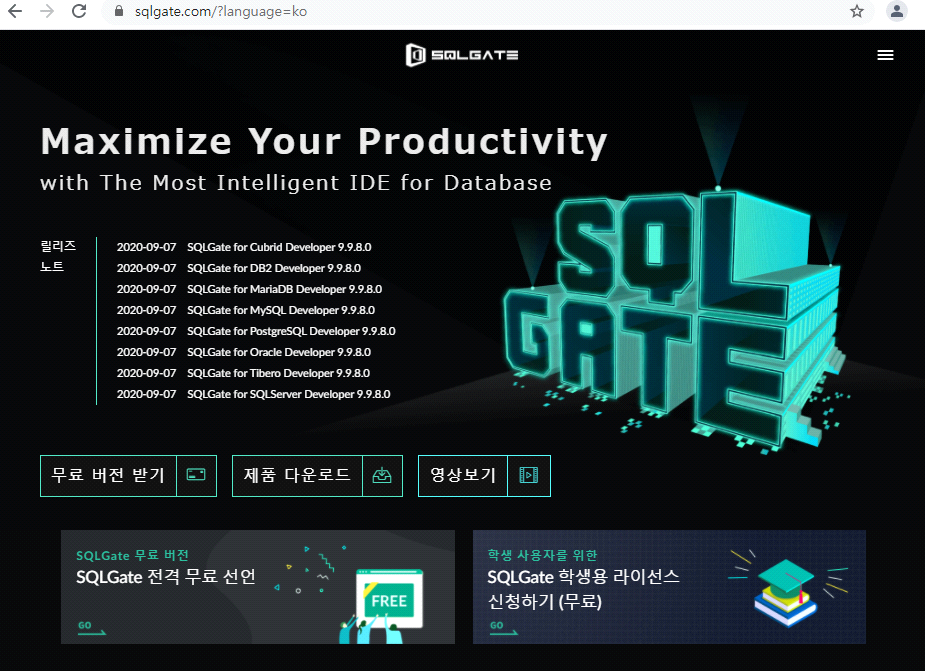 sqlgate.com/?language=ko
SQLGATE
Maximize Your Productivity
with The Most Intelligent IDE for Database
릴리즈
노트
2020-09-07 SQLGate for Cubrid Developer 9.9.8.0
2020-09-07 SQLGate for DB2 Developer 9.9.8.0
2020-09-07 SQLGate for MariaDB Developer 9.9.8.0
2020-09-07 SQLGate for MySQL Developer 9.9.8.0
2020-09-07 SQLGate for PostgreSQL Developer 9.9.8.0
2020-09-07 SQLGate for Oracle Developer 9.9.8.0
2020-09-07 SQLGate for Tibero Developer 9.9.8.0
2020-09-07 SQLGate for SQLServer Developer 9.9.8.0
SQL
GATE
무료 버전 받기
제품 다운로드
영상보기
SQLGate 무료 버전
SQLGate 전격 무료 선언
FREE
GO
학생 사용자를 위한
SQLGate 학생용 라이선스
신청하기 (무료)
GO